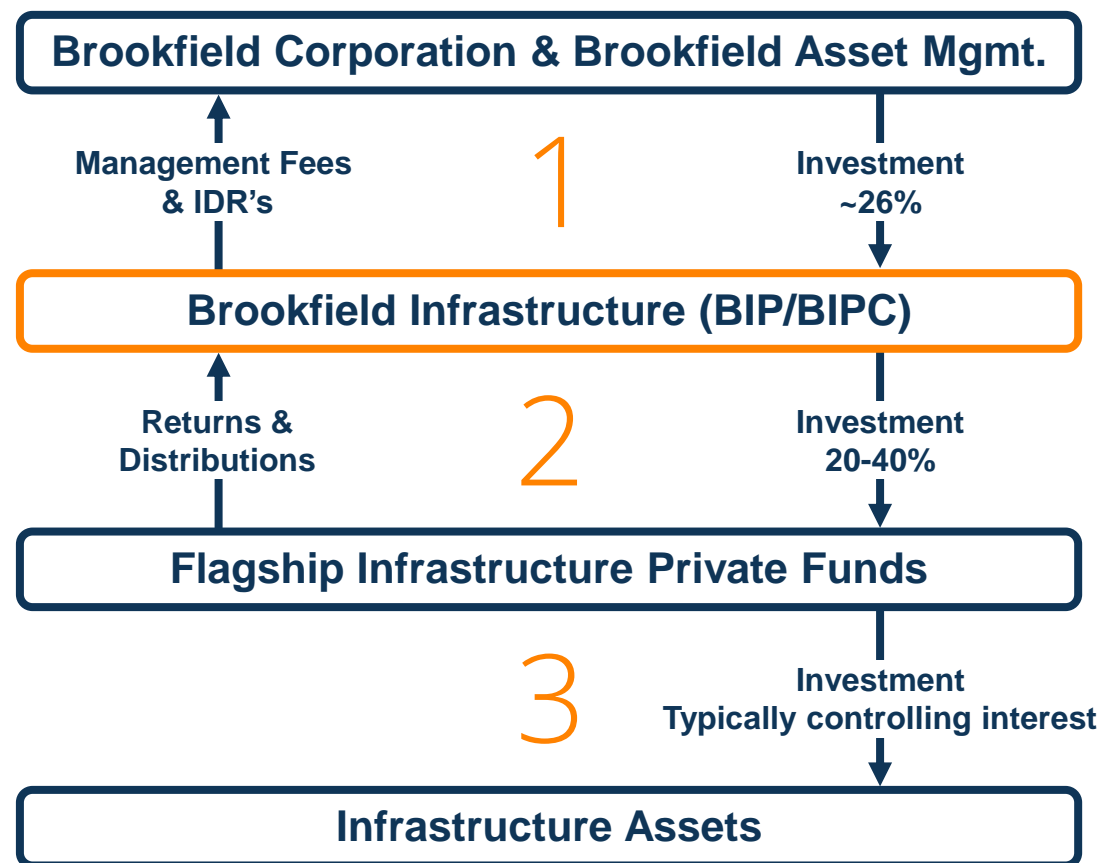 Brookfield Corporation & Brookfield Asset Mgmt.
Management Fees
& IDR's
1
Investment
~26%
Brookfield Infrastructure (BIP/BIPC)
Returns &
Distributions
2
Investment
20-40%
Flagship Infrastructure Private Funds
3
Investment
Typically controlling interest
Infrastructure Assets